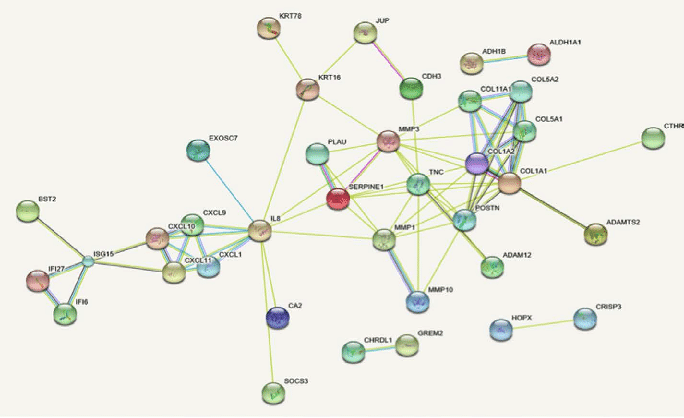 KRT78
JUP
ADH1B
ALDH1A1
KRT16
CDH3
COL11A1
COL5A2
COL5A1
CTHR
EXOSC7
PLAU
MMP3
COL1A2
COL1A1
TNC
SERPINE1
BST2
CXCL9
CXCL10
IL8
POSTN
ADAMTS2
ISG15
CXCL11
CXCL1
MMP1
ADAM12
IFI27
IFI6
MMP10
CA2
HOPX
CRISP3
CHRDL1
GREM2
SOCS3